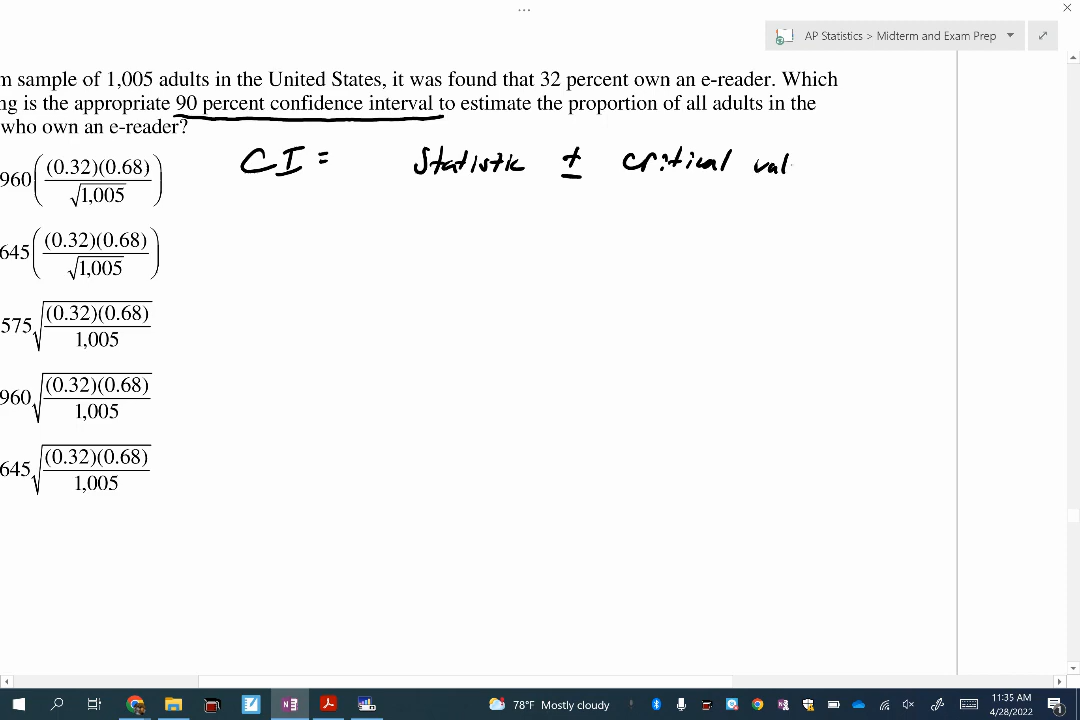 ...
AP Statistics > Midterm and Exam Prep
m sample of 1,005 adults in the United States, it was found that 32 percent own an e-reader. Which
ng is the appropriate 90 percent confidence interval to estimate the proportion of all adults in the
who own an e-reader?
CI = Statistic ± critical val
960((0.32)(0.68)/√1,005)
645((0.32)(0.68)/√1,005)
575√((0.32)(0.68)/1,005)
960√((0.32)(0.68)/1,005)
645√((0.32)(0.68)/1,005)
78°F Mostly cloudy
11:35 AM
4/28/2022